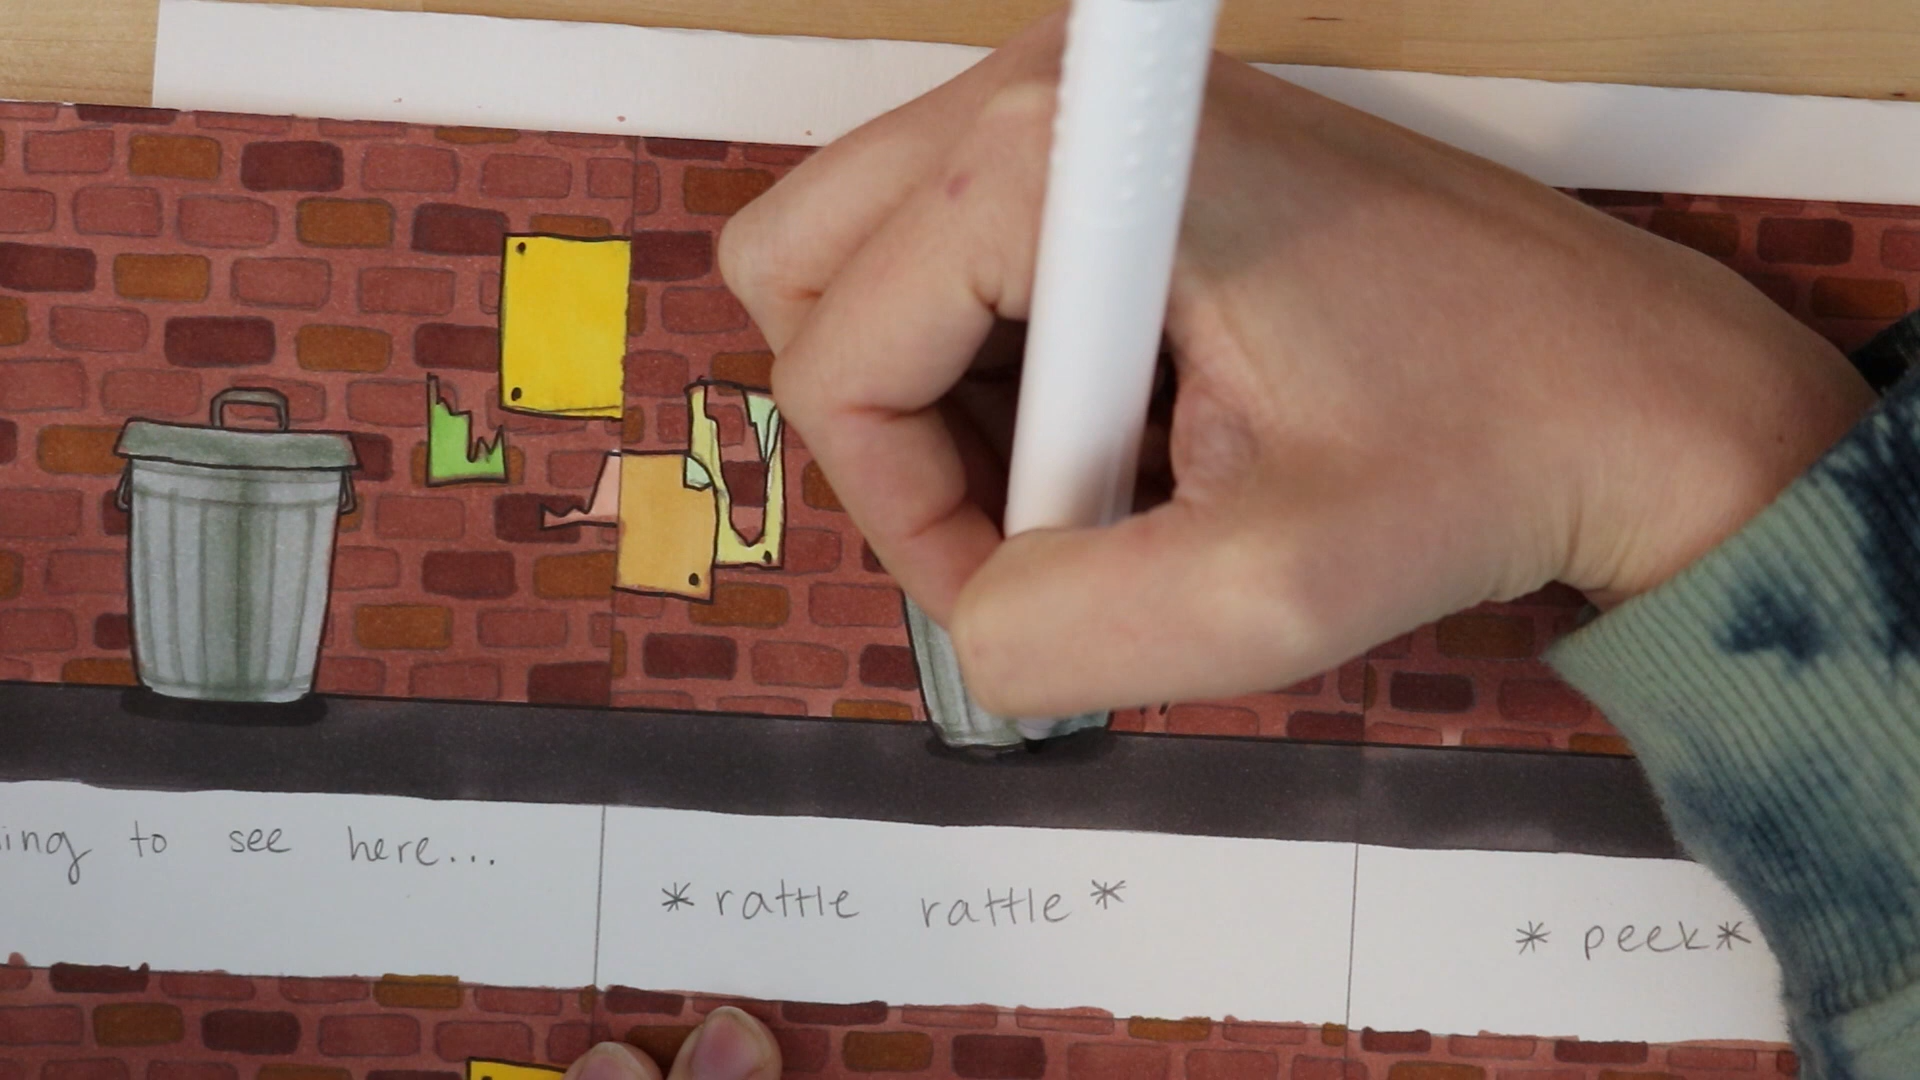 ing to see here...
*rattle rattle*
* peek*